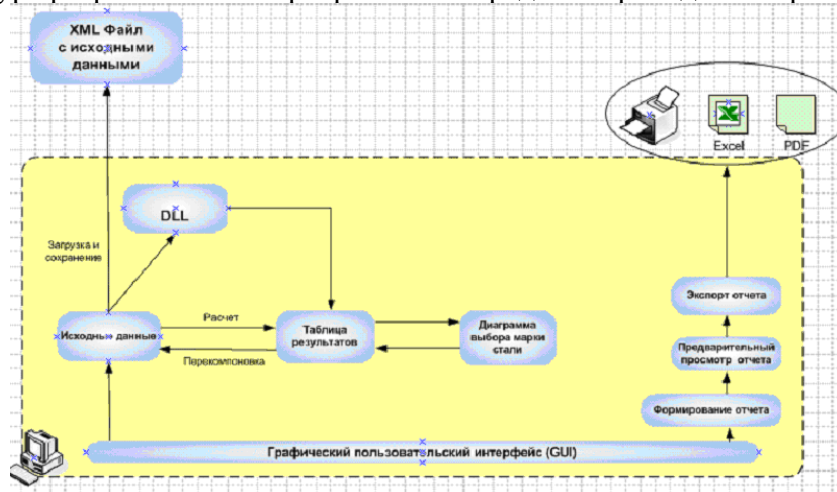 XML Файл
с исходными
данными
Excel
PDF
DLL
Загрузка и
сохранение
Исходные данные
Расчет
Перекомпоновка
Таблица
результатов
Диаграмма
выбора марки
стали
Экспорт отчета
Предварительный
просмотр отчета
Формирование отчета
Графический пользовательский интерфейс (GUI)